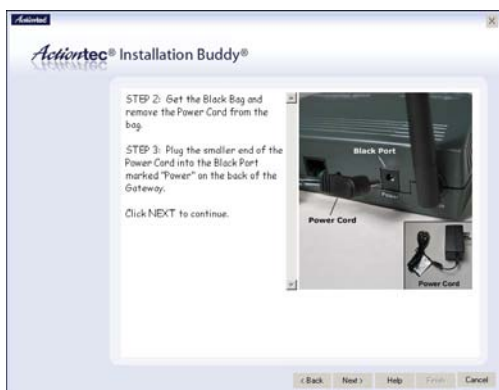 Actiontec
Actiontec® Installation Buddy®
STEP 2: Get the Black Bag and
remove the Power Cord from the
bag.
STEP 3: Plug the smaller end of the
Power Cord into the Black Port
marked "Power" on the back of the
Gateway.
Click NEXT to continue.
Black Port
Power
Power Cord
Power Cord
< Back Next > Help Finish Cancel